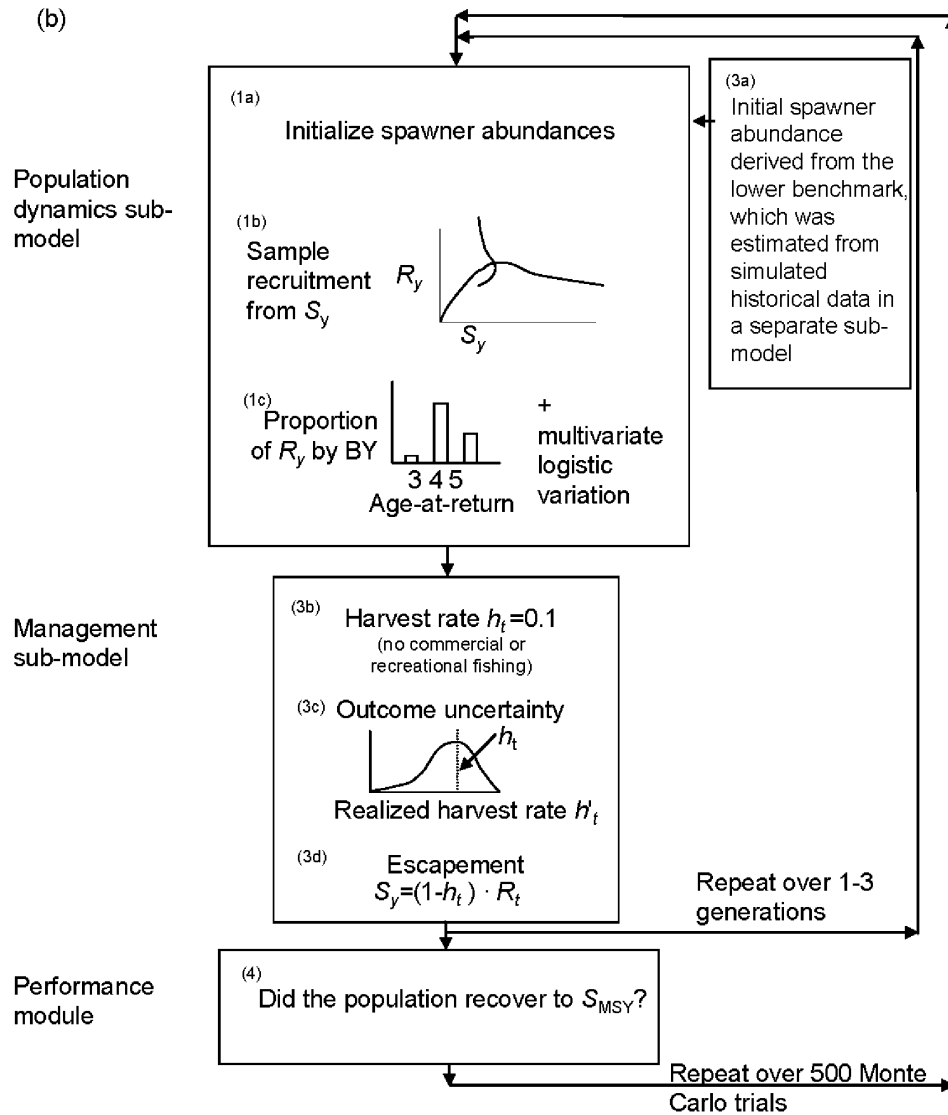 (b)
(1a)
Initialize spawner abundances
(3a)
Initial spawner
abundance
derived from the
lower benchmark,
which was
estimated from
simulated
historical data in
a separate sub-
model
Population
dynamics sub-
model
(1b)
Sample
recruitment
from Sy
Ry
Sy
(1c)
Proportion
of Ry by BY
3 4 5
Age-at-return
+
multivariate
logistic
variation
Management
sub-model
(3b)
Harvest rate ht=0.1
(no commercial or
recreational fishing)
(3c)
Outcome uncertainty
ht
Realized harvest rate h't
(3d)
Escapement
Sy=(1-ht) · Rt
Repeat over 1-3
generations
Performance
module
(4)
Did the population recover to SMSY?
Repeat over 500 Monte
Carlo trials